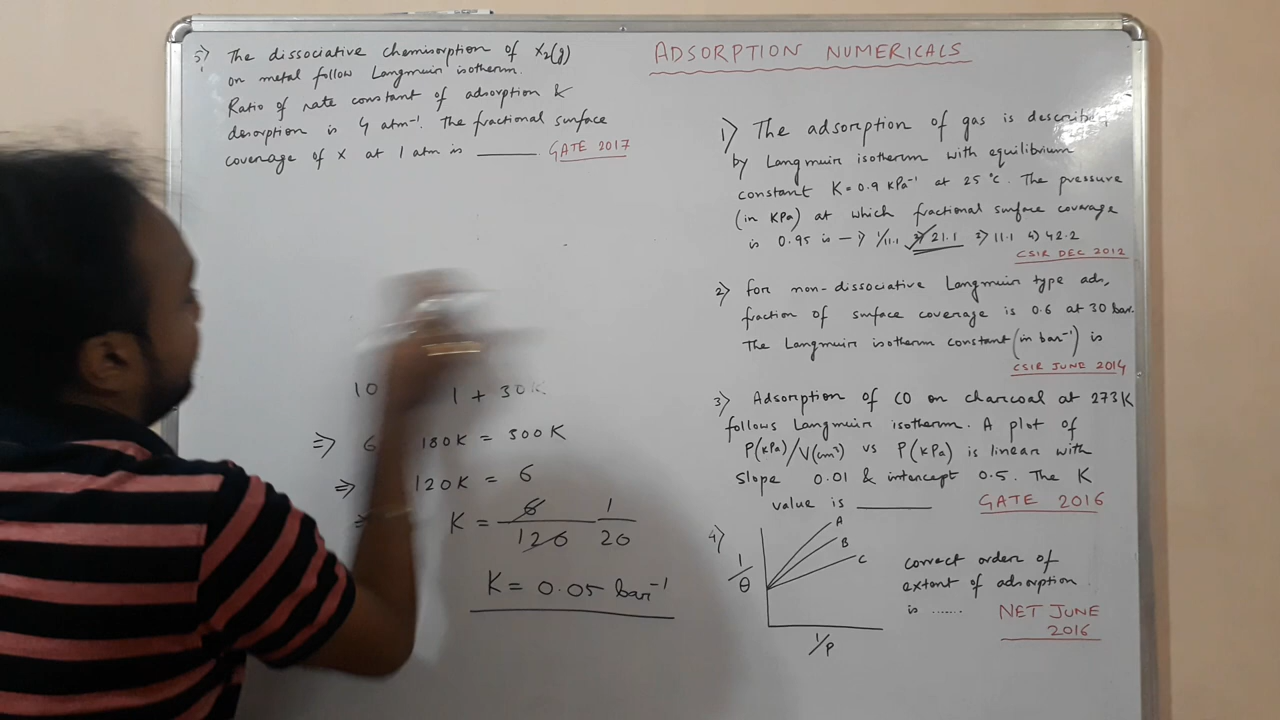 ADSORPTION NUMERICALS
5) The dissociative chemisorption of X2(g)
on metal follow Langmuir isotherm.
Ratio of rate constant of adsorption &
desorption is 4 atm⁻¹. The fractional surface
coverage of X at 1 atm is ______ GATE 2017
10 1 + 30K
⇒ 6 180K = 300K
⇒ 120K = 6
K = 6/120 1/20
K = 0.05 bar⁻¹
1) The adsorption of gas is describ
by Langmuir isotherm with equilibrium
constant K = 0.9 KPa⁻¹ at 25 °C. The pressure
(in KPa) at which fractional surface coverage
is 0.95 is — 1) 1/11.1 2) 21.1 3) 11.1 4) 42.2
CSIR DEC 2012
2) For non-dissociative Langmuir type ads,
fraction of surface coverage is 0.6 at 30 bar.
The Langmuir isotherm constant (in bar⁻¹) is
CSIR JUNE 2014
3) Adsorption of CO on charcoal at 273K
follows Langmuir isotherm. A plot of
P(KPa)/V(cm³) vs P(KPa) is linear with
slope 0.01 & intercept 0.5. The K
value is ______ GATE 2016
4) A
B
C
1/θ
1/P
correct order of
extent of adsorption
is ......
NET JUNE
2016